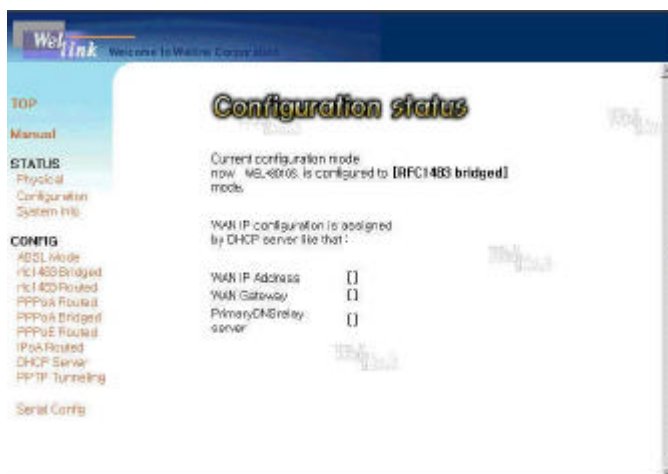 Wellink
Welcome to Wellink Corporation
TOP
Manual
STATUS
Physical
Configuration
System Info
CONFIG
ADSL Mode
rfc1483 Bridged
rfc1483 Routed
PPPoA Routed
PPPoA Bridged
PPPoE Routed
IPoA Routed
DHCP Server
PPTP Tunneling
Serial Config
Configuration status
Current configuration mode
now is configured to [RFC1483 bridged]
mode.
WAN IP configuration is assigned
by DHCP server like that :
WAN IP Address []
WAN Gateway []
PrimaryDNSrelay
server []